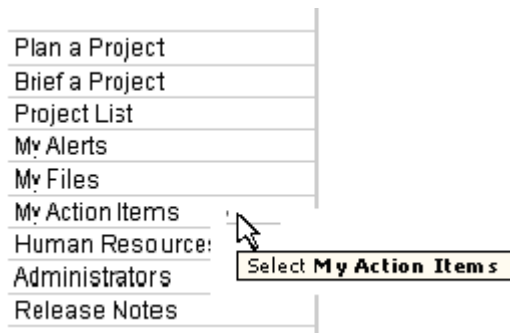 Plan a Project
Brief a Project
Project List
My Alerts
My Files
My Action Items
Human Resources
Select My Action Items
Administrators
Release Notes